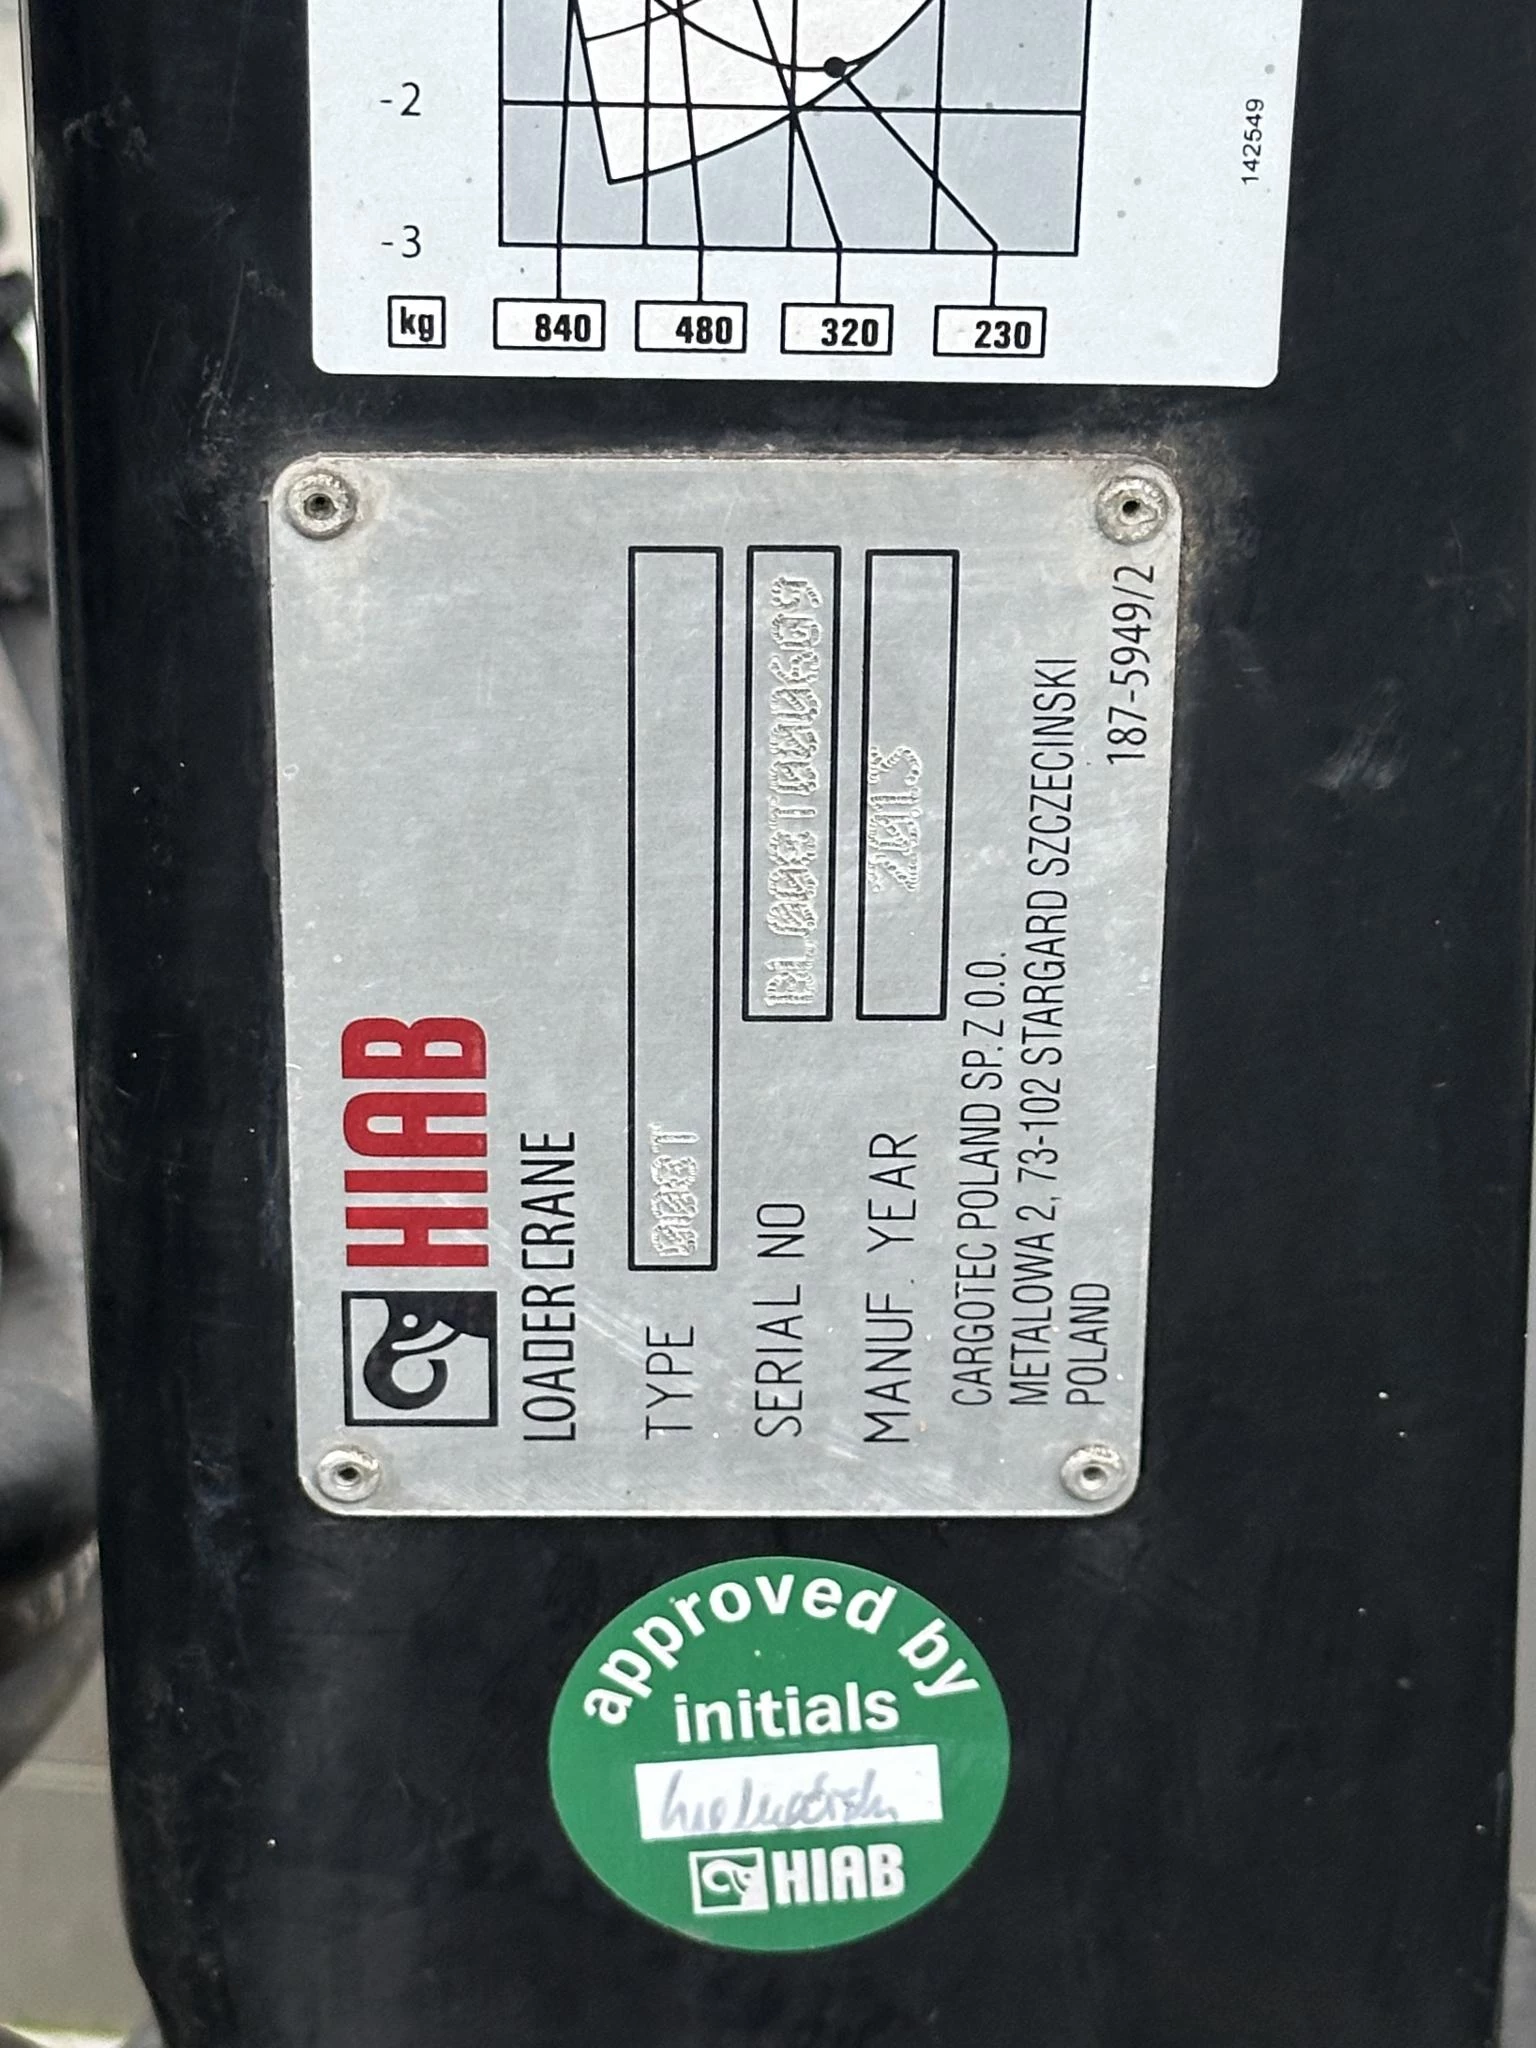 -2
-3
kg 840 480 320 230
142549
HIAB
LOADER CRANE
TYPE
SERIAL NO
MANUF. YEAR 2013
CARGOTEC POLAND SP. Z O.O.
METALOWA 2, 73-102 STARGARD SZCZECINSKI
POLAND
187-5949/2
approved by
initials
HIAB